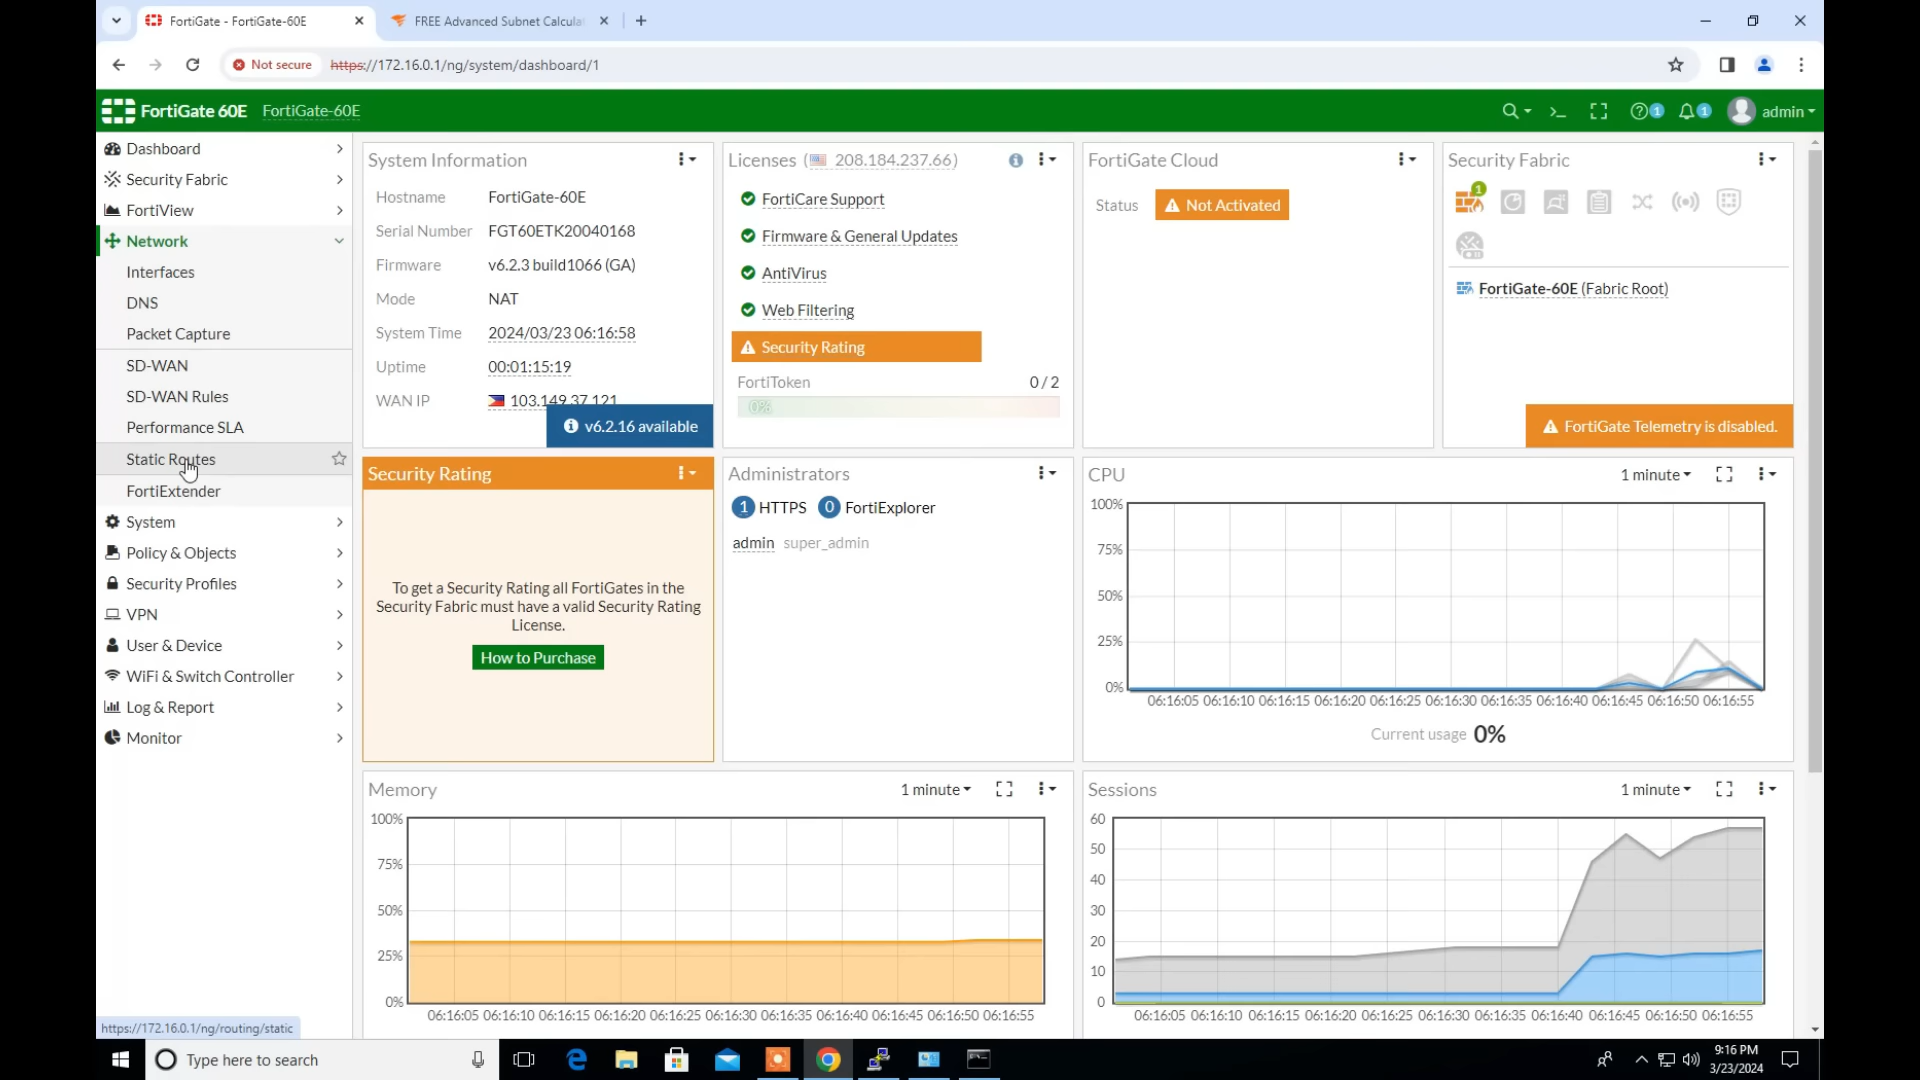 FortiGate - FortiGate-60E
FREE Advanced Subnet Calcula
Not secure
https://172.16.0.1/ng/system/dashboard/1
FortiGate 60E
FortiGate-60E
1
1
admin
Dashboard
Security Fabric
FortiView
Network
Interfaces
DNS
Packet Capture
SD-WAN
SD-WAN Rules
Performance SLA
Static Routes
FortiExtender
System
Policy & Objects
Security Profiles
VPN
User & Device
WiFi & Switch Controller
Log & Report
Monitor
System Information
Hostname FortiGate-60E
Serial Number FGT60ETK20040168
Firmware v6.2.3 build1066 (GA)
Mode NAT
System Time 2024/03/23 06:16:58
Uptime 00:01:15:19
WAN IP 103.149.37.121
v6.2.16 available
Licenses (208.184.237.66)
FortiCare Support
Firmware & General Updates
AntiVirus
Web Filtering
Security Rating
FortiToken 0 / 2
0%
FortiGate Cloud
Status Not Activated
Security Fabric
1
FortiGate-60E (Fabric Root)
FortiGate Telemetry is disabled.
Security Rating
To get a Security Rating all FortiGates in the
Security Fabric must have a valid Security Rating
License.
How to Purchase
Administrators
1 HTTPS 0 FortiExplorer
admin super_admin
CPU
1 minute
100%
75%
50%
25%
0%
06:16:05 06:16:10 06:16:15 06:16:20 06:16:25 06:16:30 06:16:35 06:16:40 06:16:45 06:16:50 06:16:55
Current usage 0%
Memory
1 minute
100%
75%
50%
25%
0%
06:16:05 06:16:10 06:16:15 06:16:20 06:16:25 06:16:30 06:16:35 06:16:40 06:16:45 06:16:50 06:16:55
Sessions
1 minute
60
50
40
30
20
10
0
06:16:05 06:16:10 06:16:15 06:16:20 06:16:25 06:16:30 06:16:35 06:16:40 06:16:45 06:16:50 06:16:55
https://172.16.0.1/ng/routing/static
Type here to search
9:16 PM
3/23/2024